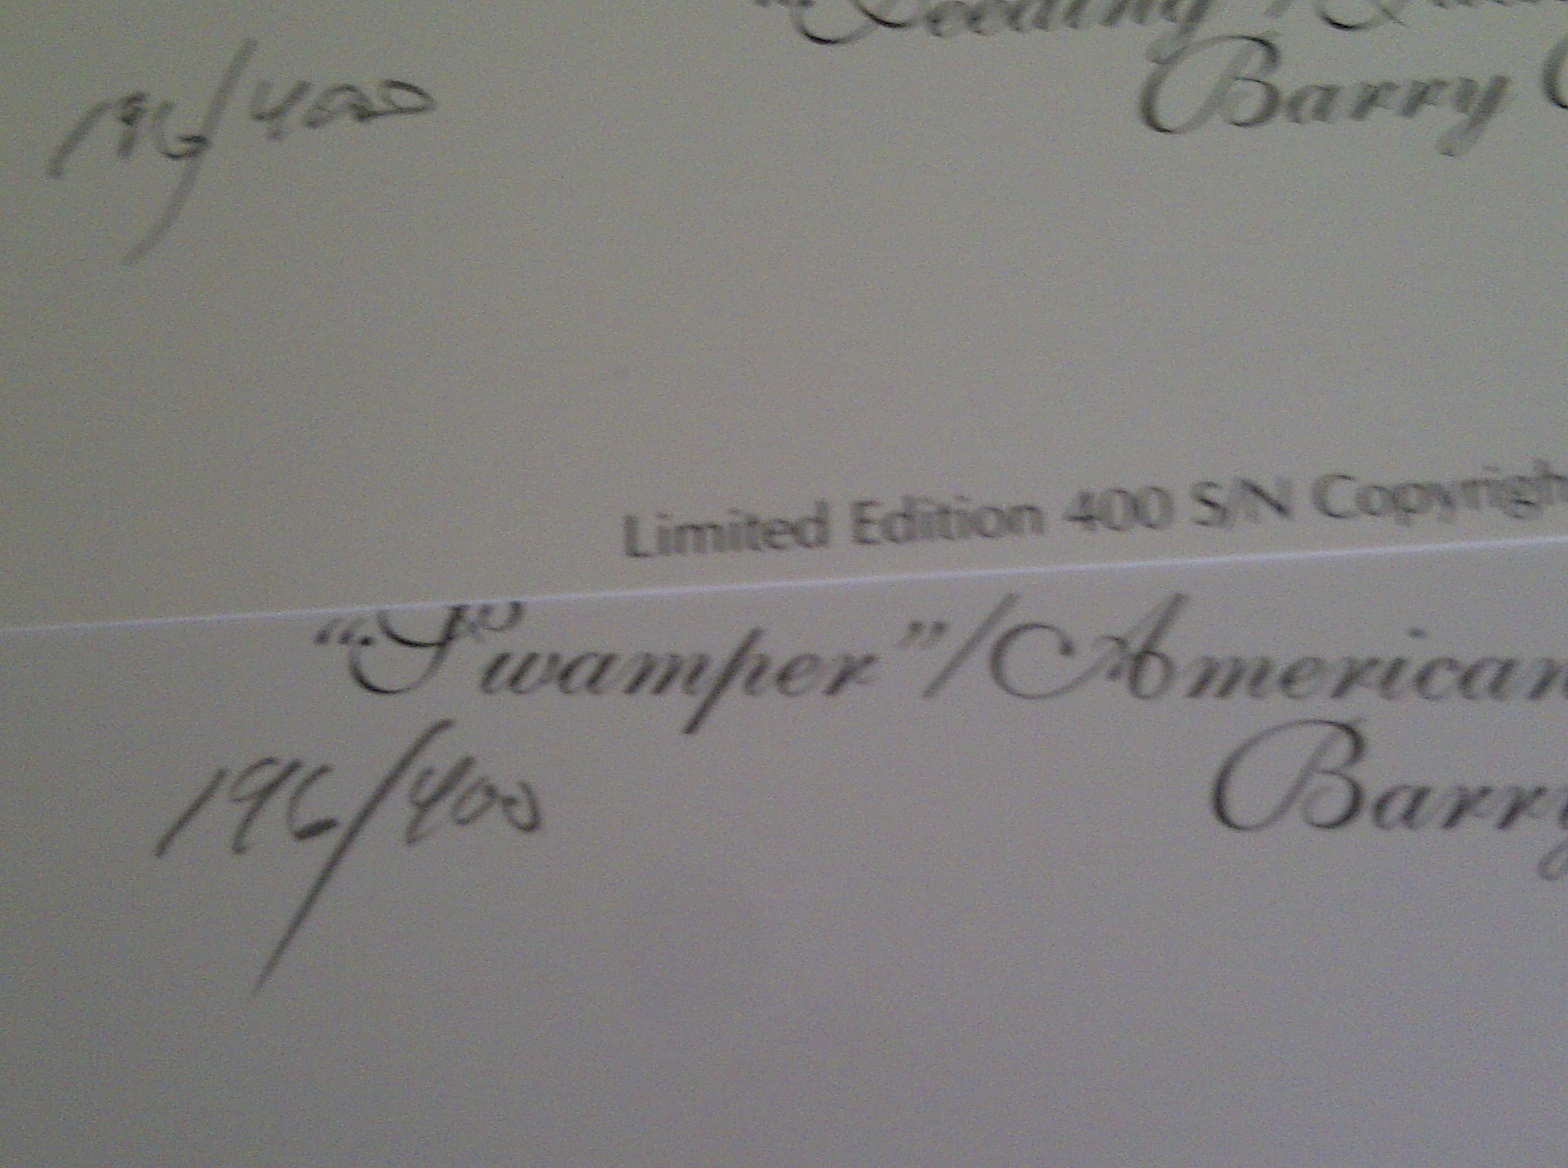 Barry
196/400
Limited Edition 400 S/N Copyrigh
"Swamper"/American
196/400
Barry